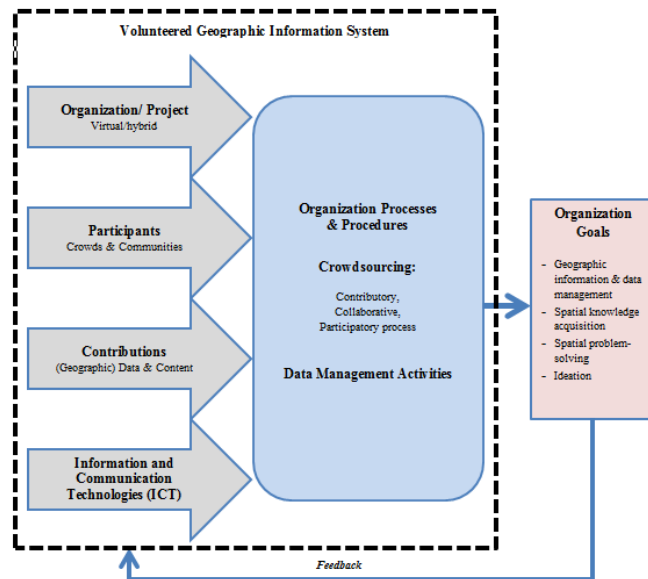 Volunteered Geographic Information System
Organization/ Project
Virtual/hybrid
Participants
Crowds & Communities
Contributions
(Geographic) Data & Content
Information and
Communication
Technologies (ICT)
Organization Processes
& Procedures
Crowdsourcing:
Contributory,
Collaborative,
Participatory process
Data Management Activities
Organization
Goals
- Geographic
information & data
management
- Spatial knowledge
acquisition
- Spatial problem-
solving
- Ideation
Feedback